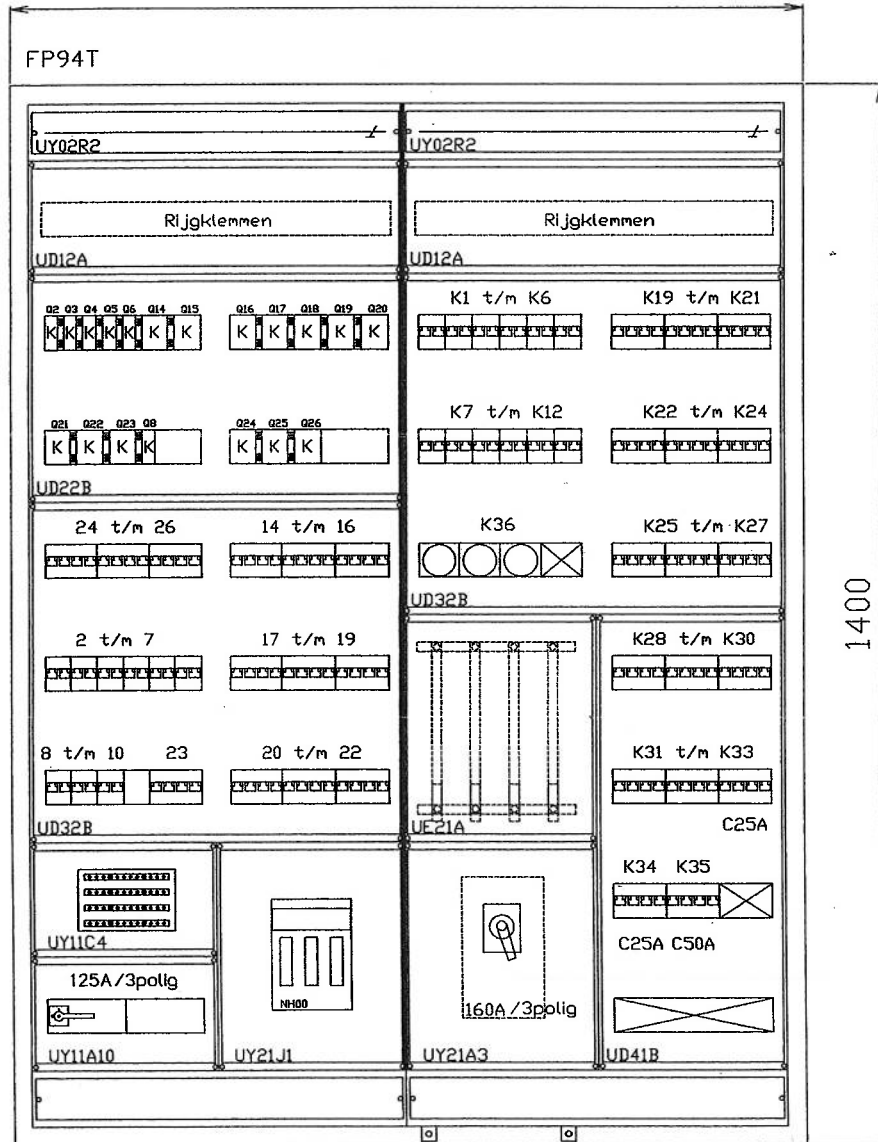 FP94T
UY02R2 UY02R2
Rijgklemmen Rijgklemmen
UD12A UD12A
Q2 Q3 Q4 Q5 Q6 Q14 Q15 Q16 Q17 Q18 Q19 Q20
K K K K K K K K K K K K
K1 t/m K6 K19 t/m K21
Q21 Q22 Q23 Q8 Q24 Q25 Q26
K K K K K K K
K7 t/m K12 K22 t/m K24
UD22B
24 t/m 26 14 t/m 16 K36 K25 t/m K27
UD32B
1400
2 t/m 7 17 t/m 19 K28 t/m K30
8 t/m 10 23 20 t/m 22 K31 t/m K33
UD32B UE21A C25A
K34 K35
UY11C4
C25A C50A
125A/3polig
NH00
160A/3polig
UY11A10 UY21J1 UY21A3 UD41B